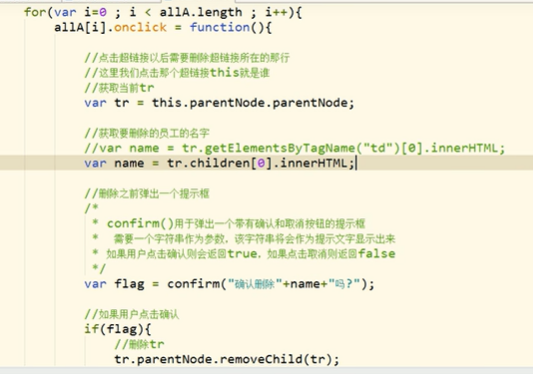 for(var i=0 ; i < allA.length ; i++){
allA[i].onclick = function(){
//点击超链接以后需要删除超链接所在的那行
//这里我们点击那个超链接this就是谁
//获取当前tr
var tr = this.parentNode.parentNode;
//获取要删除的员工的名字
//var name = tr.getElementsByTagName("td")[0].innerHTML;
var name = tr.children[0].innerHTML;
//删除之前弹出一个提示框
/*
* confirm()用于弹出一个带有确认和取消按钮的提示框
* 需要一个字符串作为参数，该字符串将会作为提示文字显示出来
* 如果用户点击确认则会返回true，如果点击取消则返回false
*/
var flag = confirm("确认删除"+name+"吗?");
//如果用户点击确认
if(flag){
//删除tr
tr.parentNode.removeChild(tr);